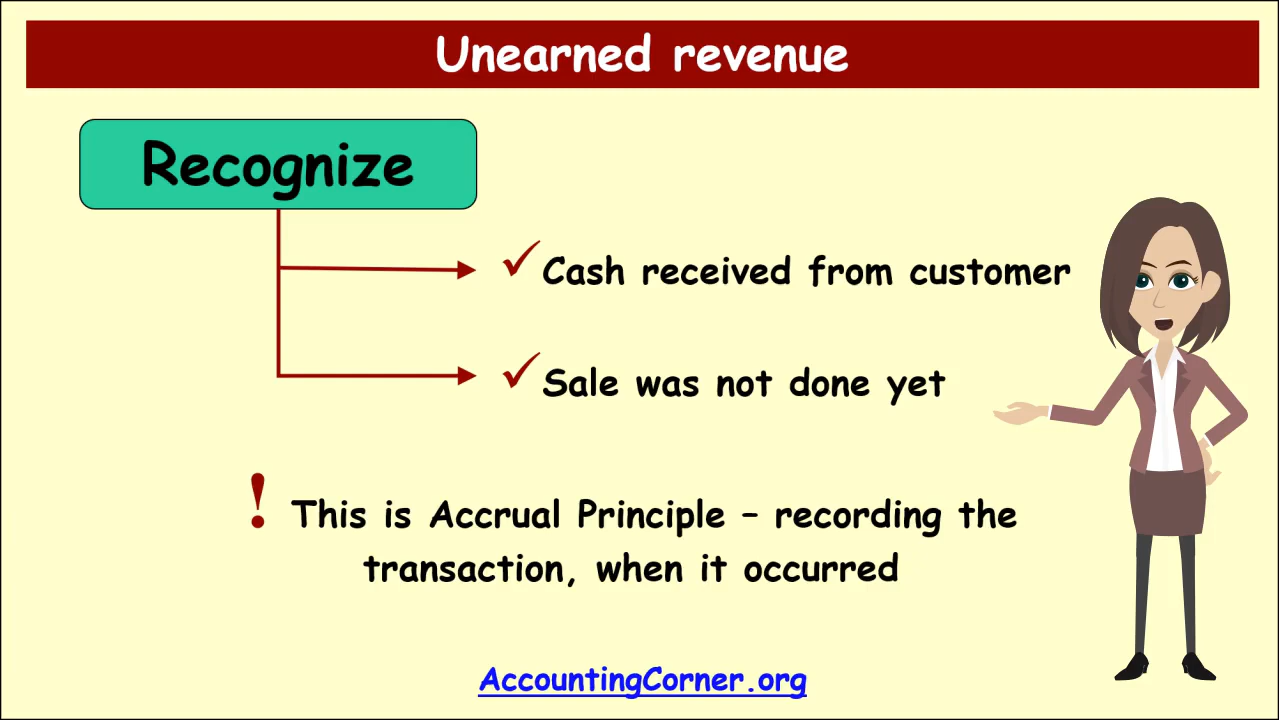 Unearned revenue
Recognize
✓Cash received from customer
✓Sale was not done yet
! This is Accrual Principle – recording the
transaction, when it occurred
AccountingCorner.org